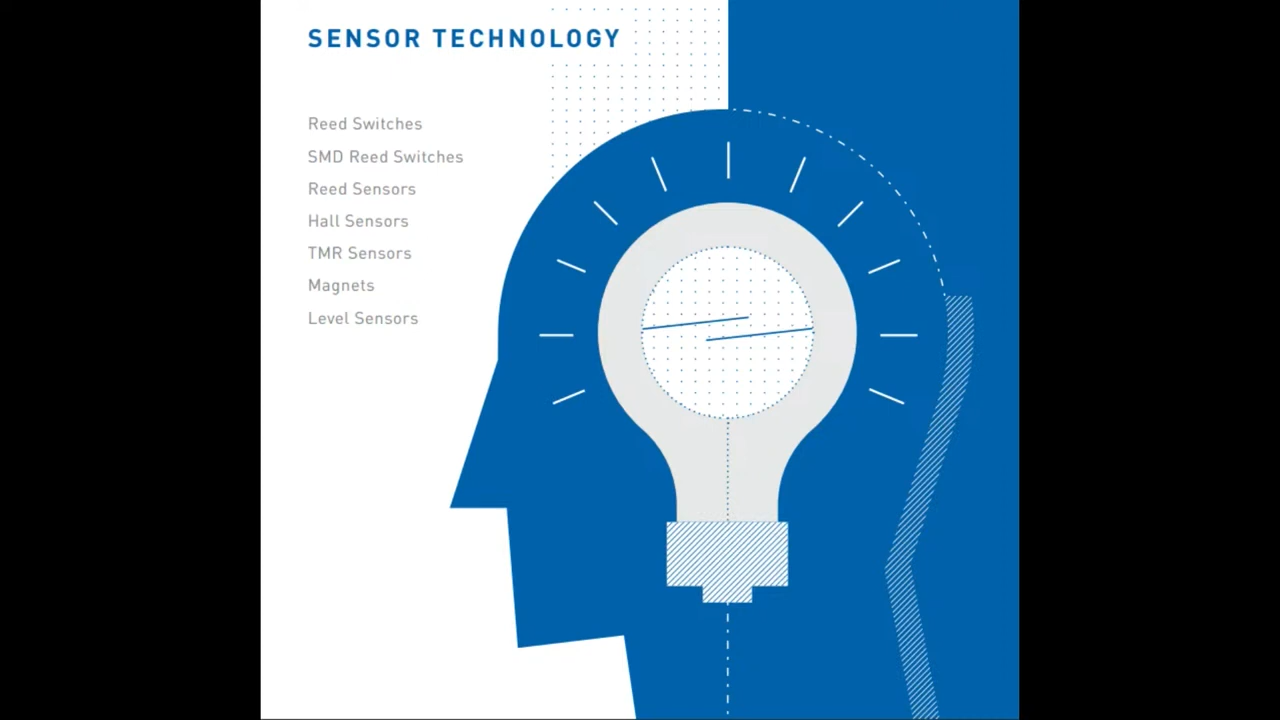 SENSOR TECHNOLOGY
Reed Switches
SMD Reed Switches
Reed Sensors
Hall Sensors
TMR Sensors
Magnets
Level Sensors